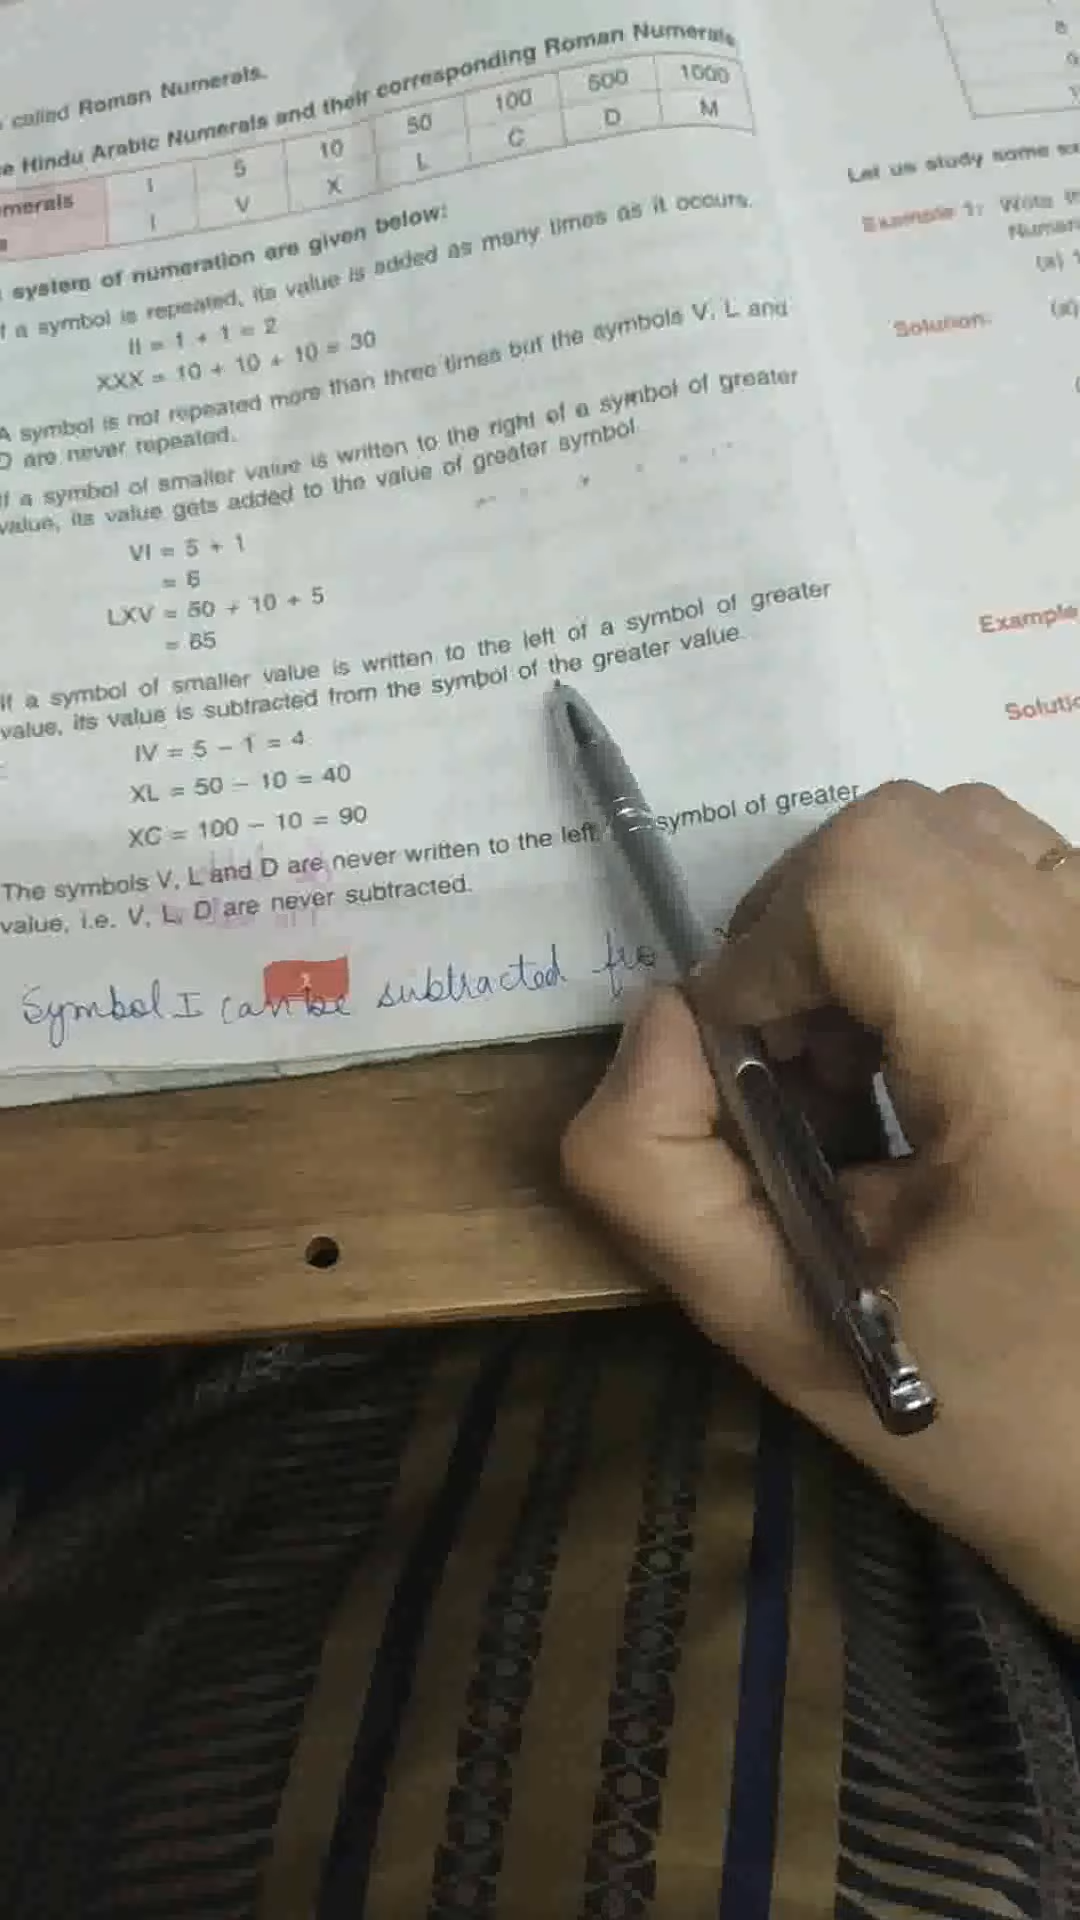 called Roman Numerals.
Hindu Arabic Numerals and their corresponding Roman Numerals
1 5 10 50 100 500 1000
I V X L C D M
system of numeration are given below:
a symbol is repeated, its value is added as many times as it occurs.
II = 1 + 1 = 2
XXX = 10 + 10 + 10 = 30
A symbol is not repeated more than three times but the symbols V, L and
D are never repeated.
If a symbol of smaller value is written to the right of a symbol of greater
value, its value gets added to the value of greater symbol.
VI = 5 + 1
= 6
LXV = 50 + 10 + 5
= 65
If a symbol of smaller value is written to the left of a symbol of greater
value, its value is subtracted from the symbol of the greater value.
IV = 5 - 1 = 4
XL = 50 - 10 = 40
XC = 100 - 10 = 90
The symbols V, L and D are never written to the left symbol of greater
value, i.e. V, L, D are never subtracted.
2
Symbol I can be subtracted
Let us study some
Example 1: Write
(a)
Solution: (a)
Example